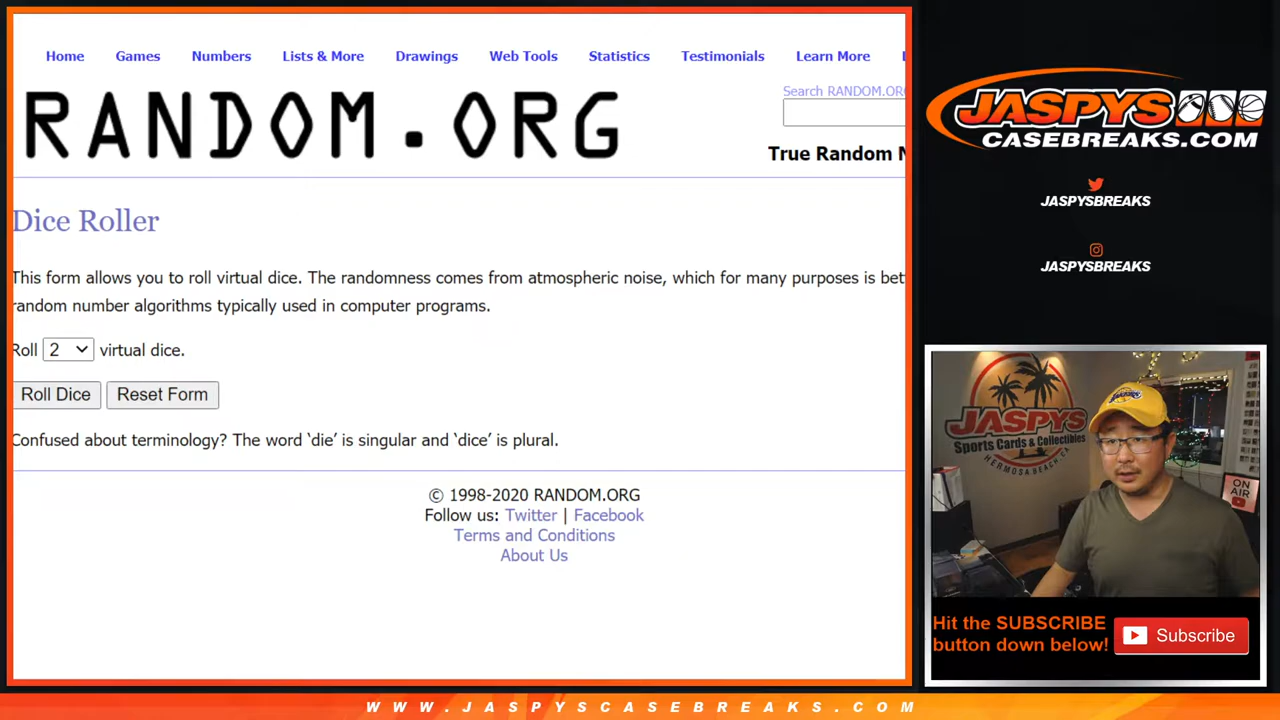 Home Games Numbers Lists & More Drawings Web Tools Statistics Testimonials Learn More
RANDOM.ORG
Search RANDOM.ORG
True Random N
Dice Roller
This form allows you to roll virtual dice. The randomness comes from atmospheric noise, which for many purposes is bet
random number algorithms typically used in computer programs.
Roll 2 virtual dice.
Roll Dice Reset Form
Confused about terminology? The word ‘die’ is singular and ‘dice’ is plural.
© 1998-2020 RANDOM.ORG
Follow us: Twitter | Facebook
Terms and Conditions
About Us
JASPYS
CASEBREAKS.COM
JASPYSBREAKS
JASPYSBREAKS
JASPYS
Sports Cards & Collectibles
HERMOSA BEACH, CA
ON AIR
Hit the SUBSCRIBE
button down below!
Subscribe
WWW.JASPYSCASEBREAKS.COM